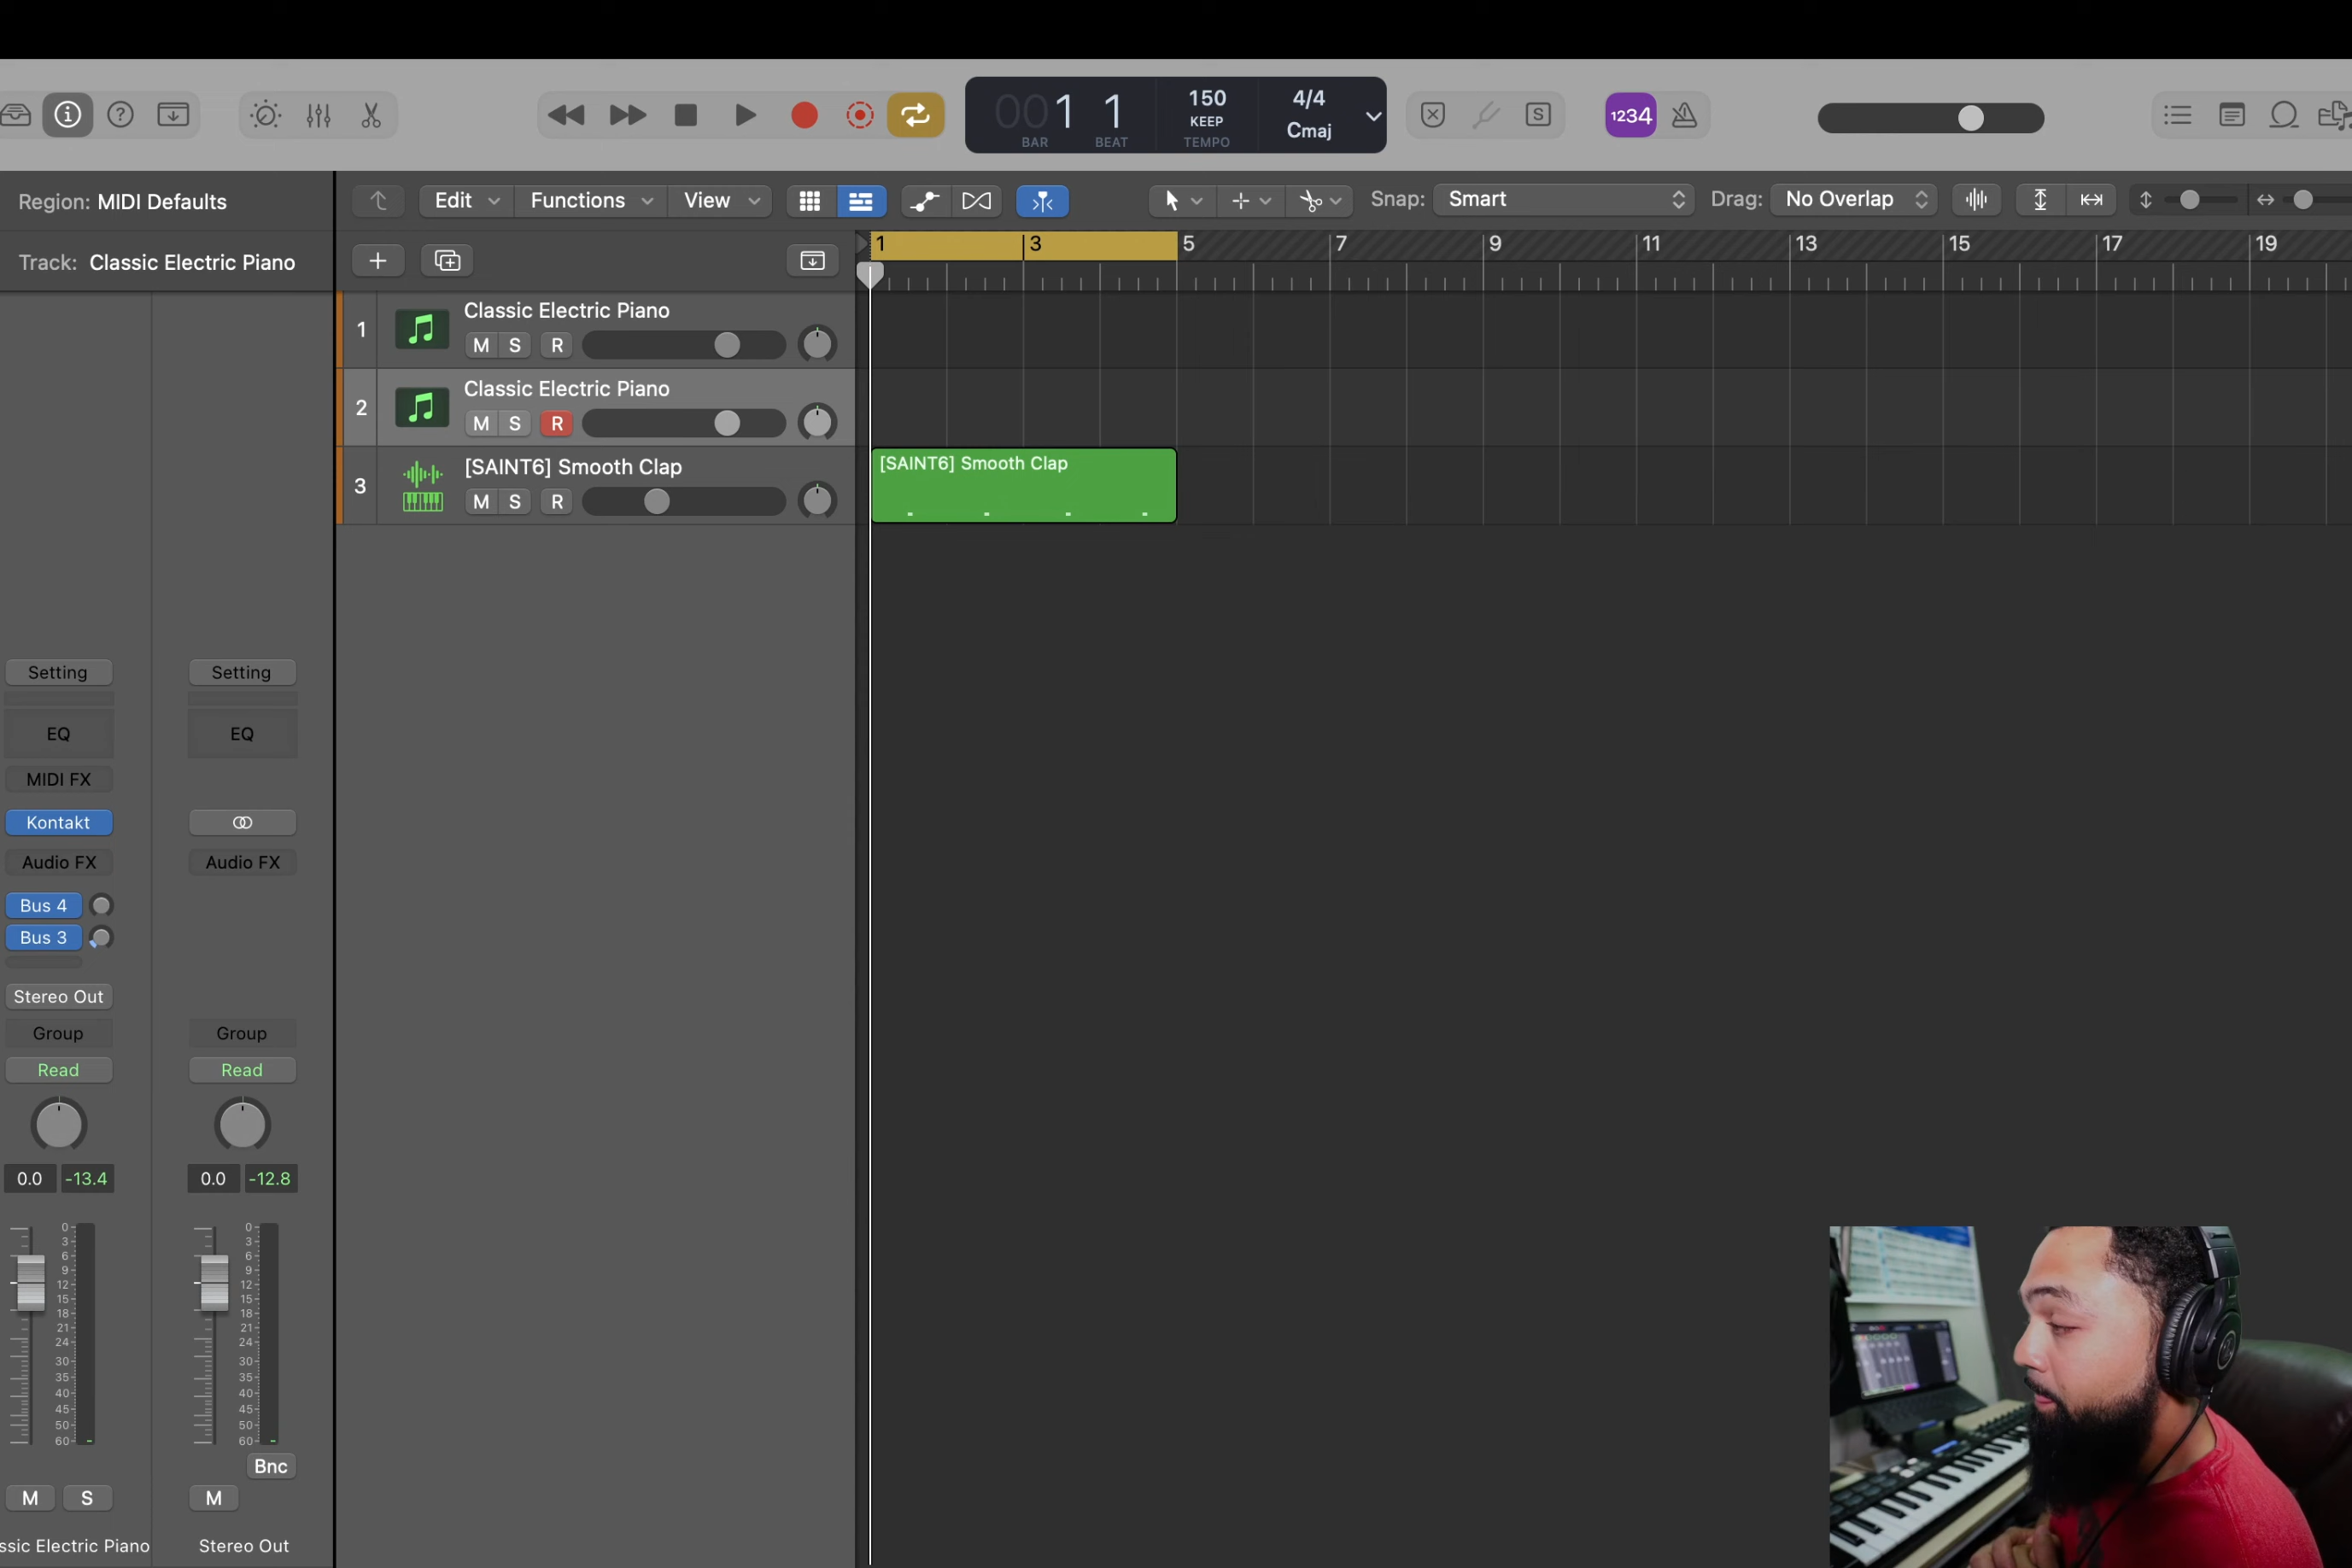 001 1
BAR BEAT
150
KEEP
TEMPO
4/4
Cmaj
S
1234
Region: MIDI Defaults
Edit Functions View
Snap: Smart
Drag: No Overlap
Track: Classic Electric Piano
1 3 5 7 9 11 13 15 17 19
1 Classic Electric Piano
M S R
2 Classic Electric Piano
M S R
3 [SAINT6] Smooth Clap
M S R
[SAINT6] Smooth Clap
Setting Setting
EQ EQ
MIDI FX
Kontakt
Audio FX Audio FX
Bus 4
Bus 3
Stereo Out
Group Group
Read Read
0.0 -13.4 0.0 -12.8
0 0
3 3
6 6
9 9
12 12
15 15
18 18
21 21
24 24
30 30
35 35
40 40
45 45
50 50
60 60
Bnc
M S M
ssic Electric Piano Stereo Out